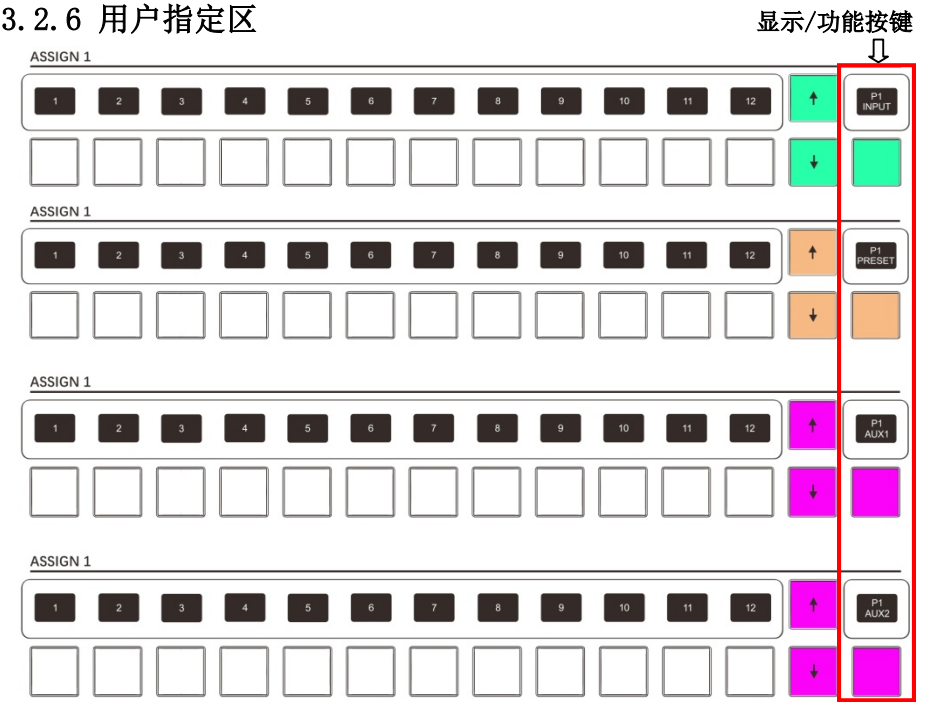 3.2.6 用户指定区
显示/功能按键
ASSIGN 1
1 2 3 4 5 6 7 8 9 10 11 12 ↑ P1
INPUT
↓
ASSIGN 1
1 2 3 4 5 6 7 8 9 10 11 12 ↑ P1
PRESET
↓
ASSIGN 1
1 2 3 4 5 6 7 8 9 10 11 12 ↑ P1
AUX1
↓
ASSIGN 1
1 2 3 4 5 6 7 8 9 10 11 12 ↑ P1
AUX2
↓